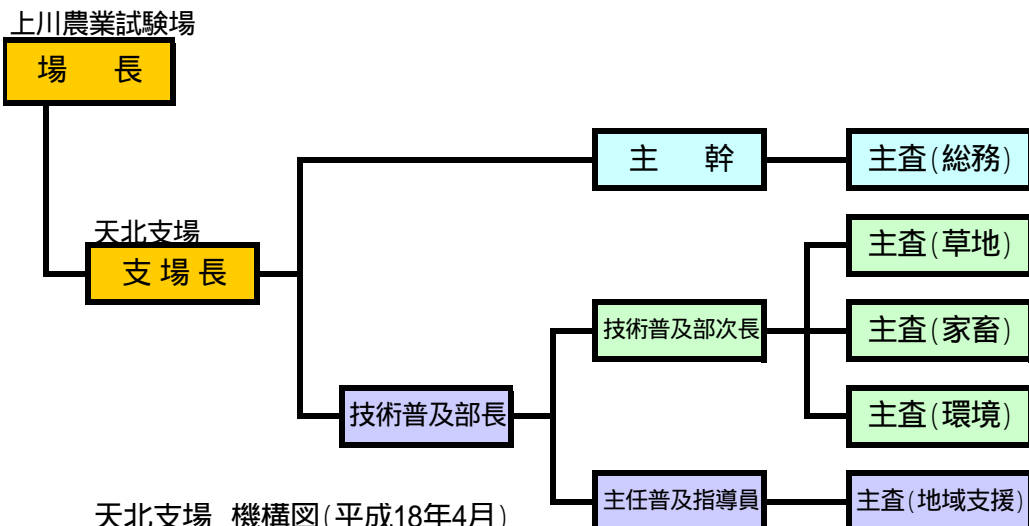 上川農業試験場
場　長
主　幹
主査(総務)
天北支場
支場長
主査(草地)
技術普及部次長
主査(家畜)
技術普及部長
主査(環境)
主任普及指導員
主査(地域支援)
天北支場 機構図(平成18年4月)